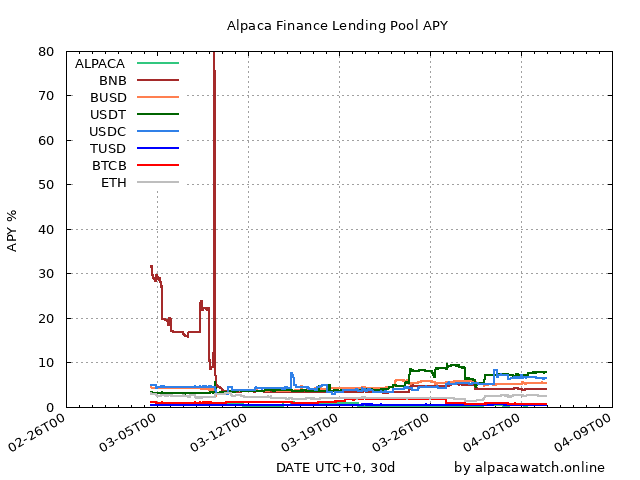 Alpaca Finance Lending Pool APY
80
70
60
50
40
30
20
10
0
APY %
ALPACA
BNB
BUSD
USDT
USDC
TUSD
BTCB
ETH
02-26T00
03-05T00
03-12T00
03-19T00
03-26T00
04-02T00
04-09T00
DATE UTC+0, 30d
by alpacawatch.online